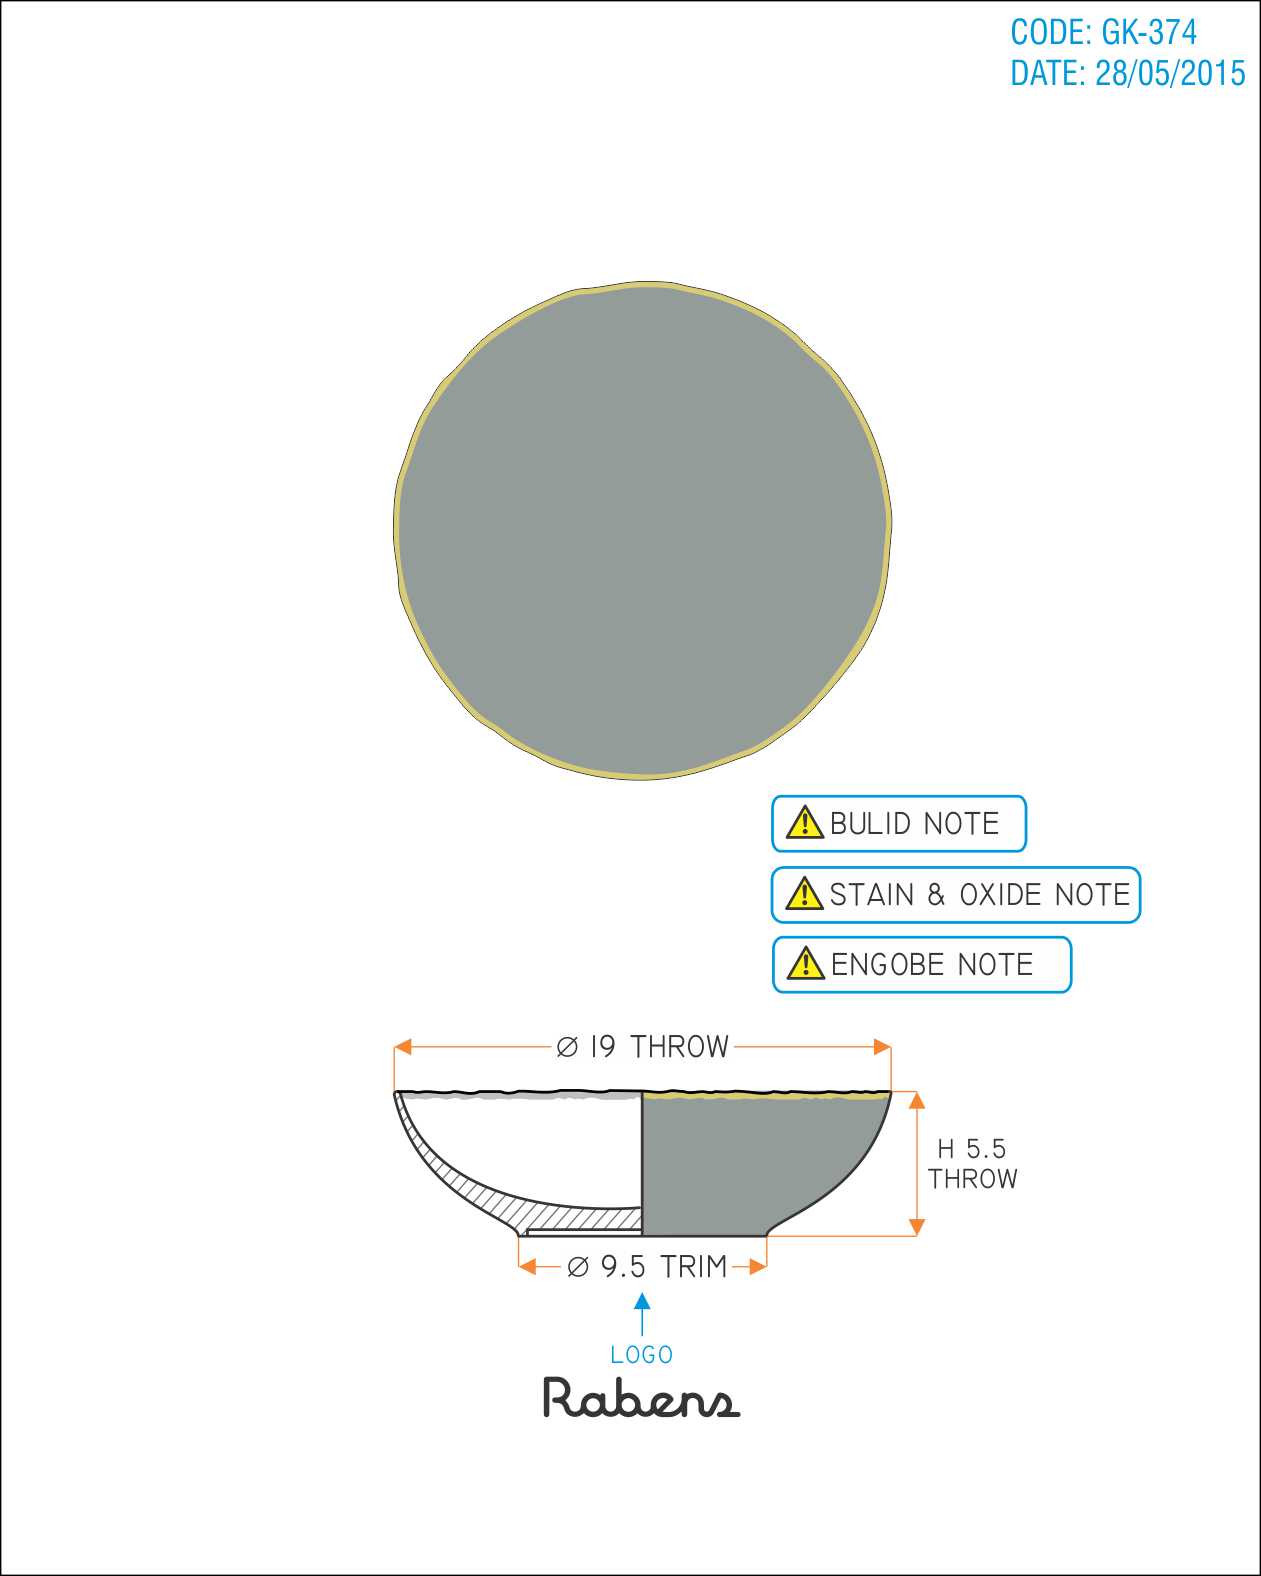 CODE: GK-374
DATE: 28/05/2015
BULID NOTE
STAIN & OXIDE NOTE
ENGOBE NOTE
∅ 19 THROW
H 5.5
THROW
∅ 9.5 TRIM
LOGO
Rabens